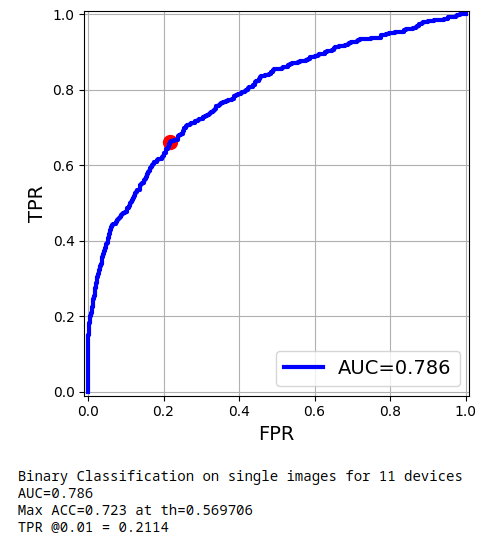 1.0
0.8
0.6
0.4
0.2
0.0
TPR
AUC=0.786
0.0 0.2 0.4 0.6 0.8 1.0
FPR
Binary Classification on single images for 11 devices
AUC=0.786
Max ACC=0.723 at th=0.569706
TPR @0.01 = 0.2114